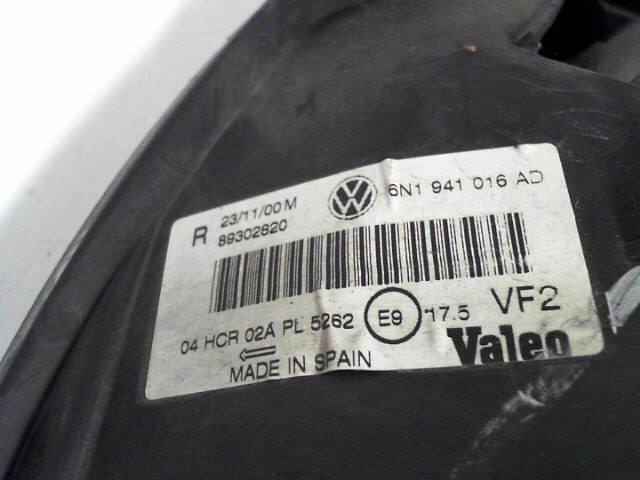 R 23/11/00 M 6N1 941 016 AD
89302820
04 HCR 02A PL 5262 E9 17.5 VF2
MADE IN SPAIN Valeo